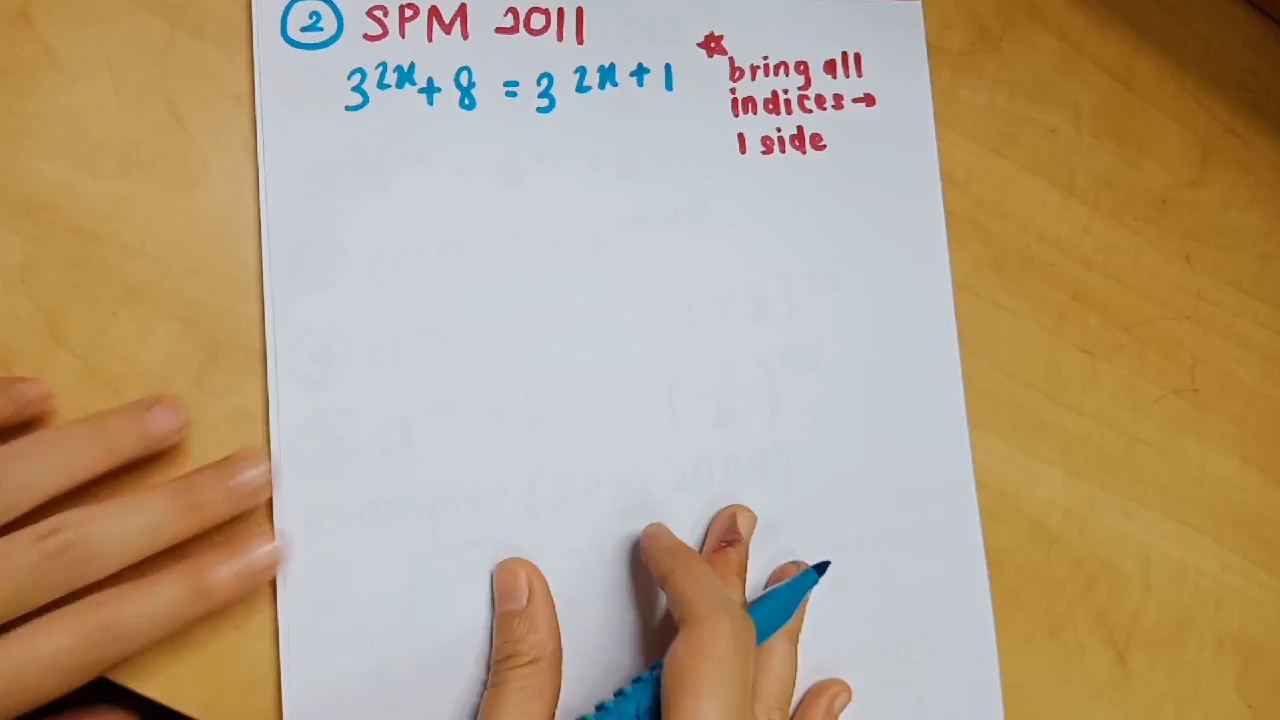 2 SPM 2011
3^{2x} + 8 = 3^{2x+1}
* bring all
indices →
1 side